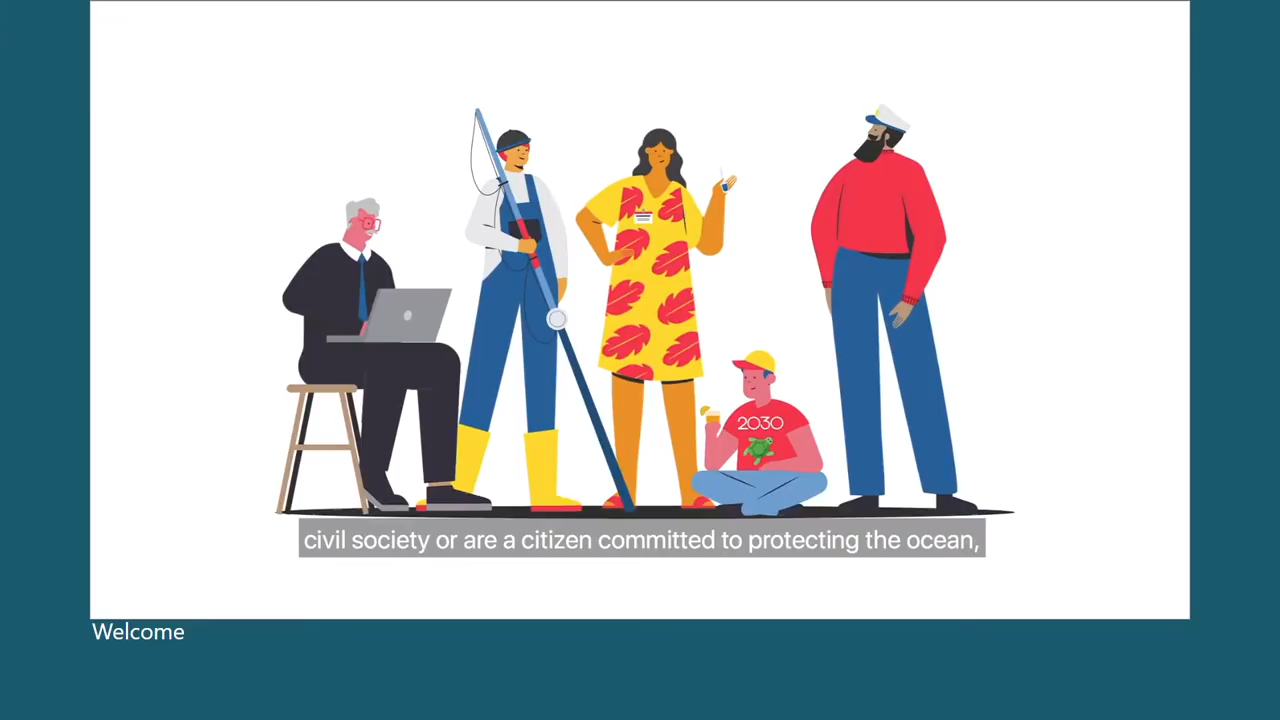 2030
civil society or are a citizen committed to protecting the ocean,
Welcome